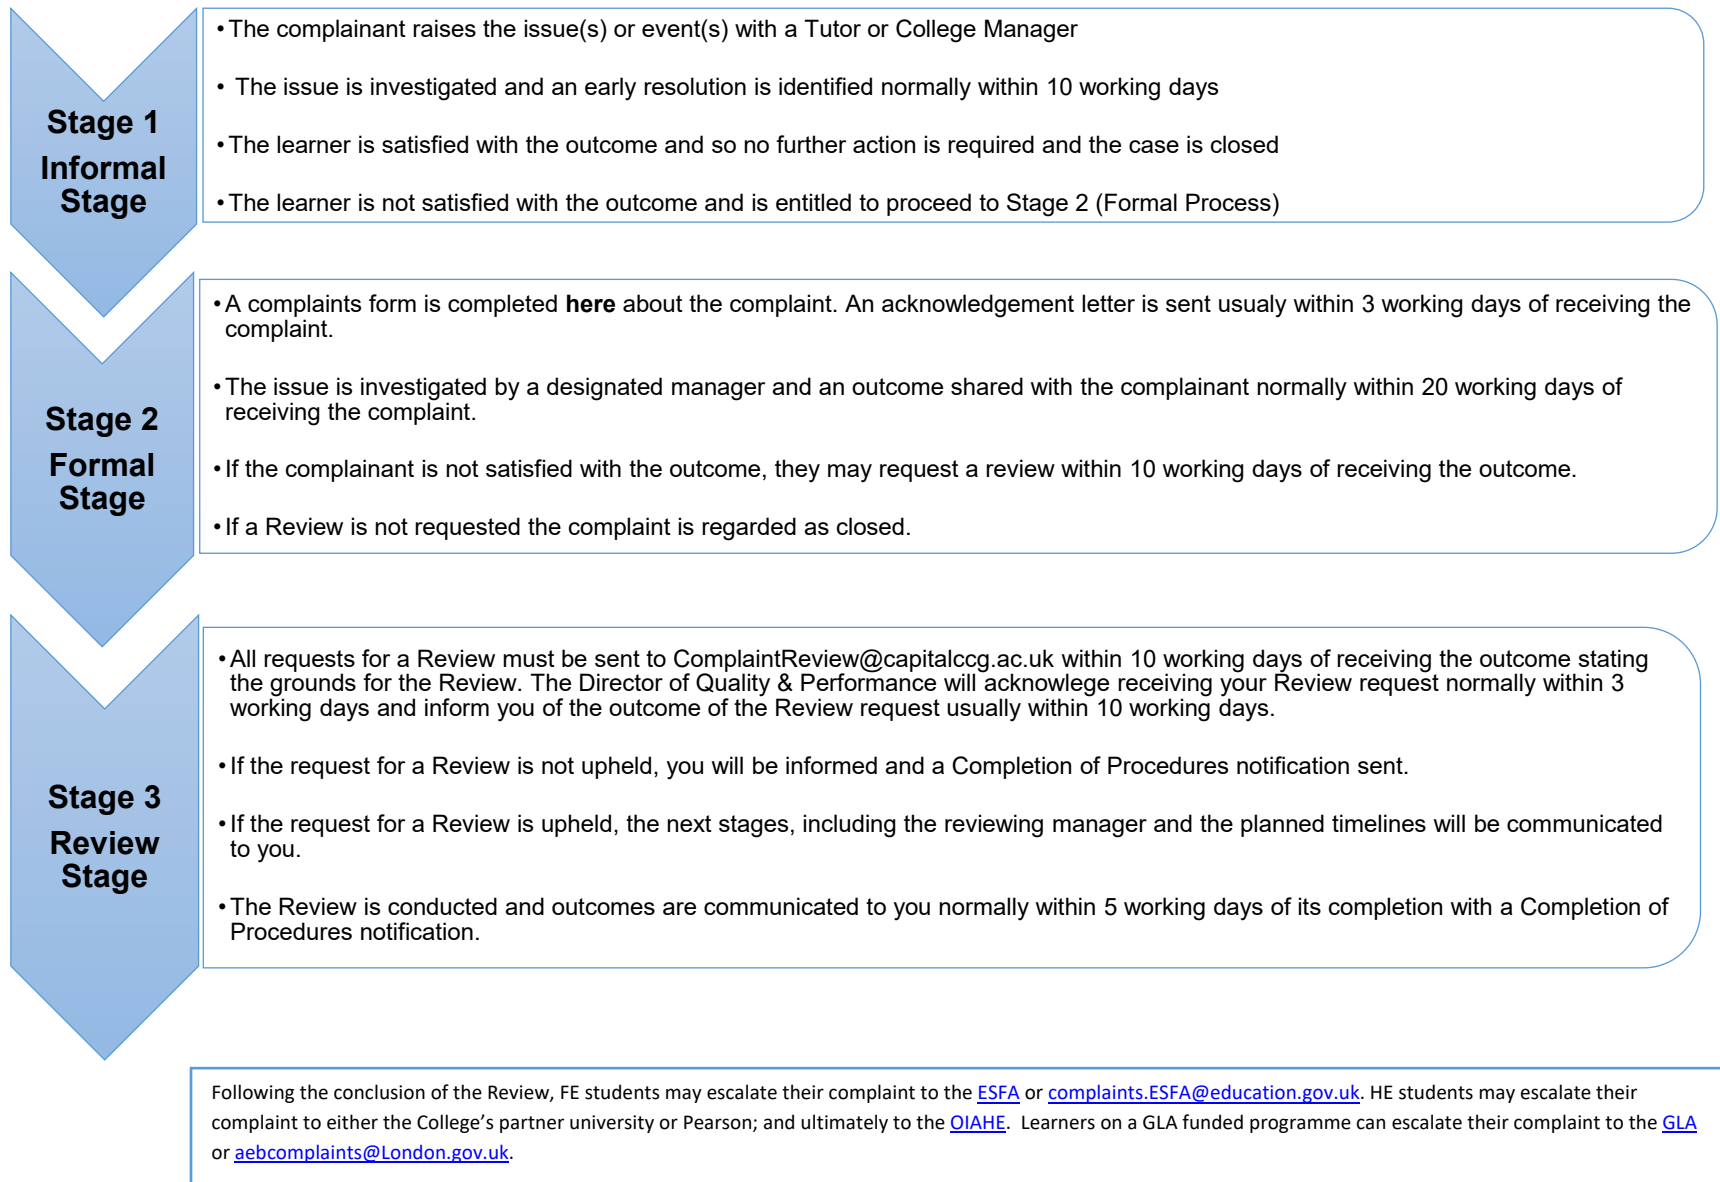 Stage 1
Informal
Stage
•The complainant raises the issue(s) or event(s) with a Tutor or College Manager
• The issue is investigated and an early resolution is identified normally within 10 working days
•The learner is satisfied with the outcome and so no further action is required and the case is closed
•The learner is not satisfied with the outcome and is entitled to proceed to Stage 2 (Formal Process)
Stage 2
Formal
Stage
•A complaints form is completed here about the complaint. An acknowledgement letter is sent usualy within 3 working days of receiving the
complaint.
•The issue is investigated by a designated manager and an outcome shared with the complainant normally within 20 working days of
receiving the complaint.
•If the complainant is not satisfied with the outcome, they may request a review within 10 working days of receiving the outcome.
•If a Review is not requested the complaint is regarded as closed.
Stage 3
Review
Stage
•All requests for a Review must be sent to ComplaintReview@capitalccg.ac.uk within 10 working days of receiving the outcome stating
the grounds for the Review. The Director of Quality & Performance will acknowlege receiving your Review request normally within 3
working days and inform you of the outcome of the Review request usually within 10 working days.
•If the request for a Review is not upheld, you will be informed and a Completion of Procedures notification sent.
•If the request for a Review is upheld, the next stages, including the reviewing manager and the planned timelines will be communicated
to you.
•The Review is conducted and outcomes are communicated to you normally within 5 working days of its completion with a Completion of
Procedures notification.
Following the conclusion of the Review, FE students may escalate their complaint to the ESFA or complaints.ESFA@education.gov.uk. HE students may escalate their
complaint to either the College’s partner university or Pearson; and ultimately to the OIAHE. Learners on a GLA funded programme can escalate their complaint to the GLA
or aebcomplaints@London.gov.uk.